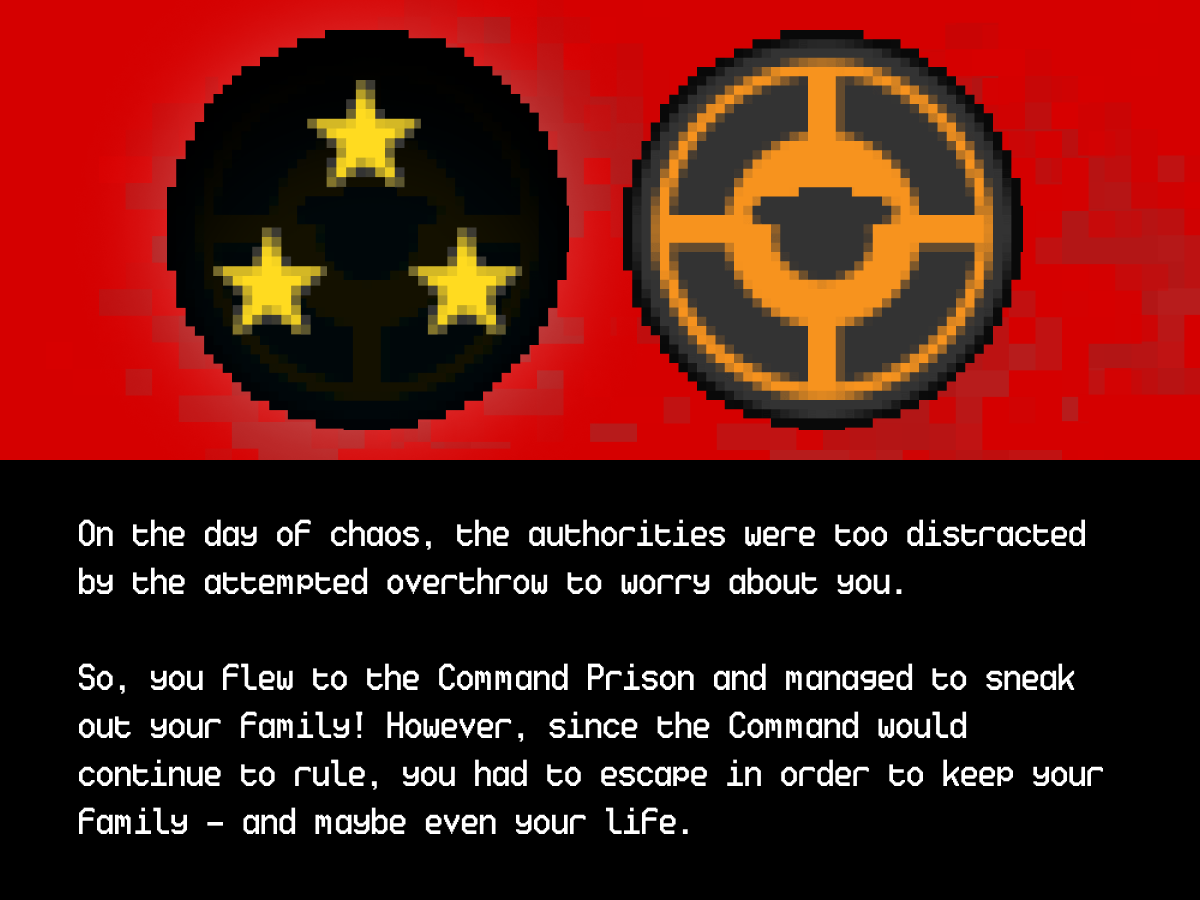 On the day of chaos, the authorities were too distracted
by the attempted overthrow to worry about you.
So, you flew to the Command Prison and managed to sneak
out your family! However, since the Command would
continue to rule, you had to escape in order to keep your
family – and maybe even your life.